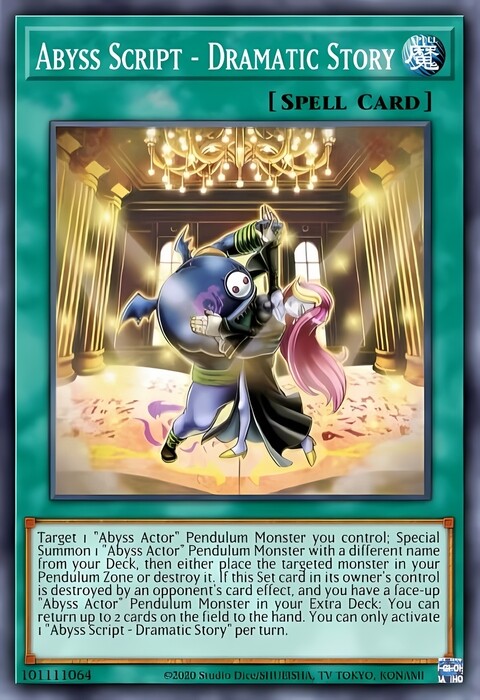 Abyss Script - Dramatic Story 魔
[Spell Card]
Target 1 "Abyss Actor" Pendulum Monster you control; Special
Summon 1 "Abyss Actor" Pendulum Monster with a different name
from your Deck, then either place the targeted monster in your
Pendulum Zone or destroy it. If this Set card in its owner's control
is destroyed by an opponent's card effect, and you have a face-up
"Abyss Actor" Pendulum Monster in your Extra Deck: You can
return up to 2 cards on the field to the hand. You can only activate
1 "Abyss Script - Dramatic Story" per turn.
101111064
©2020 Studio Dice/SHUEISHA, TV TOKYO, KONAMI